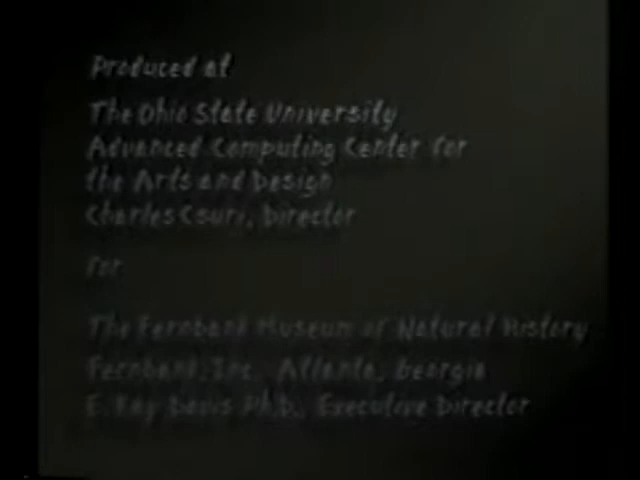 Produced at
The Ohio State University
Advanced Computing Center for
the Arts and Design
Charles Csuri, Director
for
The Fernbank Museum of Natural History
Fernbank, Inc. Atlanta, Georgia
E. Kay Davis Ph.D., Executive Director